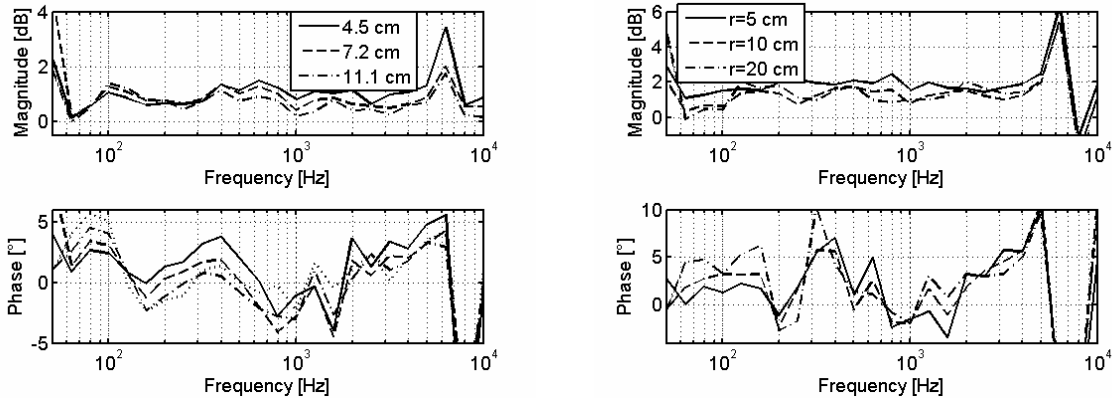 Magnitude [dB]
4
2
0
4.5 cm
7.2 cm
11.1 cm
10^2
10^3
10^4
Frequency [Hz]
Magnitude [dB]
6
4
2
0
r=5 cm
r=10 cm
r=20 cm
10^2
10^3
10^4
Frequency [Hz]
Phase [°]
5
0
-5
10^2
10^3
10^4
Frequency [Hz]
Phase [°]
10
5
0
10^2
10^3
10^4
Frequency [Hz]